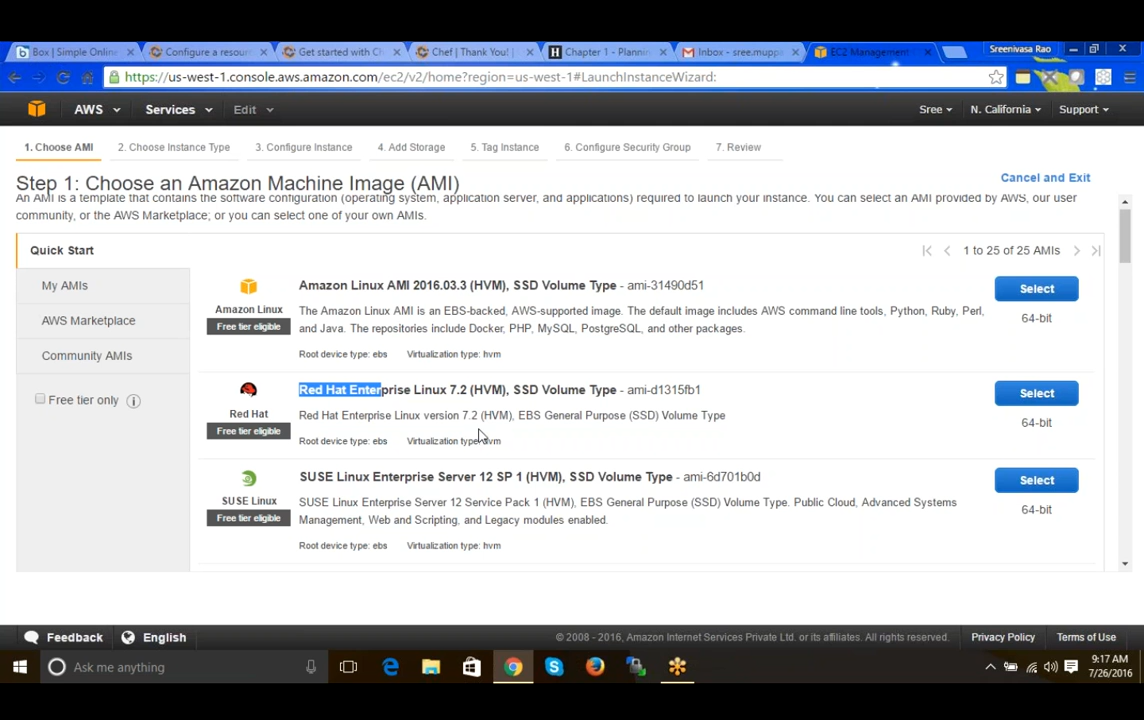 Box | Simple Online
Configure a resour
Get started with Ch
Chef | Thank You! |
Chapter 1 - Plannin
Inbox - sree.muppa
EC2 Management
Sreenivasa Rao
https://us-west-1.console.aws.amazon.com/ec2/v2/home?region=us-west-1#LaunchInstanceWizard:
AWS
Services
Edit
Sree
N. California
Support
1. Choose AMI
2. Choose Instance Type
3. Configure Instance
4. Add Storage
5. Tag Instance
6. Configure Security Group
7. Review
Step 1: Choose an Amazon Machine Image (AMI)
Cancel and Exit
An AMI is a template that contains the software configuration (operating system, application server, and applications) required to launch your instance. You can select an AMI provided by AWS, our user
community, or the AWS Marketplace; or you can select one of your own AMIs.
Quick Start
1 to 25 of 25 AMIs
My AMIs
AWS Marketplace
Community AMIs
Free tier only
Amazon Linux
Free tier eligible
Amazon Linux AMI 2016.03.3 (HVM), SSD Volume Type - ami-31490d51
The Amazon Linux AMI is an EBS-backed, AWS-supported image. The default image includes AWS command line tools, Python, Ruby, Perl,
and Java. The repositories include Docker, PHP, MySQL, PostgreSQL, and other packages.
Root device type: ebs Virtualization type: hvm
Select
64-bit
Red Hat
Free tier eligible
Red Hat Enterprise Linux 7.2 (HVM), SSD Volume Type - ami-d1315fb1
Red Hat Enterprise Linux version 7.2 (HVM), EBS General Purpose (SSD) Volume Type
Root device type: ebs Virtualization type: hvm
Select
64-bit
SUSE Linux
Free tier eligible
SUSE Linux Enterprise Server 12 SP 1 (HVM), SSD Volume Type - ami-6d701b0d
SUSE Linux Enterprise Server 12 Service Pack 1 (HVM), EBS General Purpose (SSD) Volume Type. Public Cloud, Advanced Systems
Management, Web and Scripting, and Legacy modules enabled.
Root device type: ebs Virtualization type: hvm
Select
64-bit
Feedback
English
© 2008 - 2016, Amazon Internet Services Private Ltd. or its affiliates. All rights reserved.
Privacy Policy
Terms of Use
Ask me anything
9:17 AM
7/26/2016